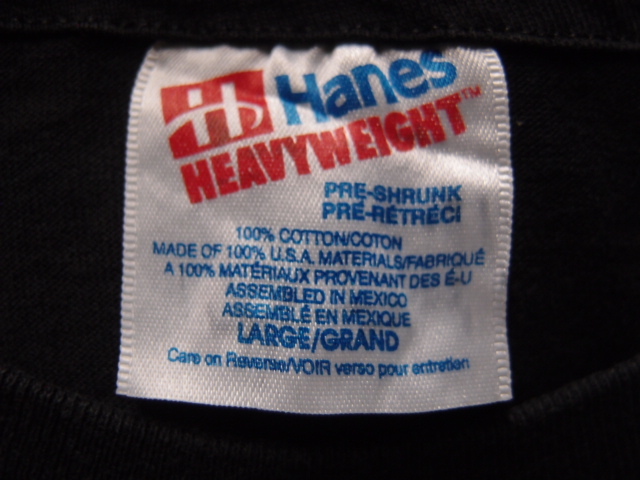 H Hanes
HEAVYWEIGHT™
PRE-SHRUNK
PRÉ-RÉTRÉCI
100% COTTON/COTON
MADE OF 100% U.S.A. MATERIALS/FABRIQUÉ
A 100% MATÉRIAUX PROVENANT DES É-U
ASSEMBLED IN MEXICO
ASSEMBLÉ EN MEXIQUE
LARGE/GRAND
Care on Reverse/VOIR verso pour entretien